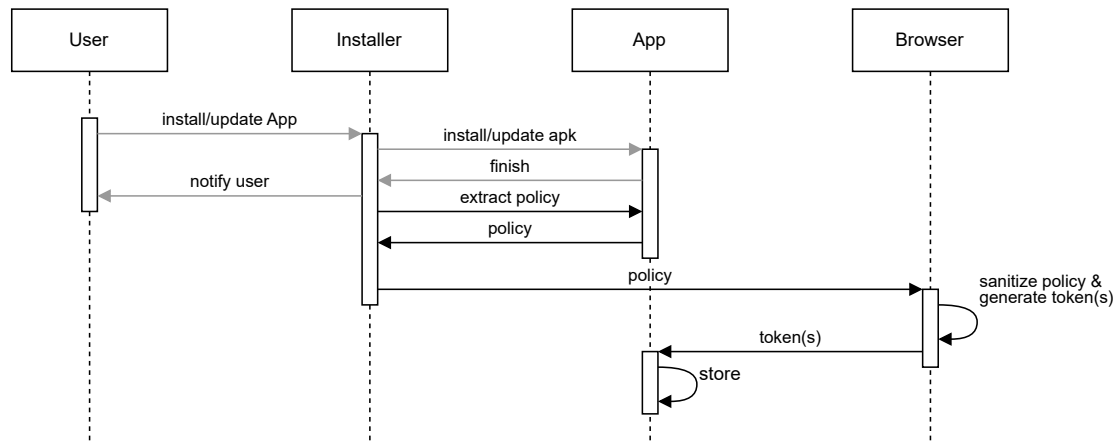 User
Installer
App
Browser
install/update App
install/update apk
finish
notify user
extract policy
policy
policy
sanitize policy &
generate token(s)
token(s)
store